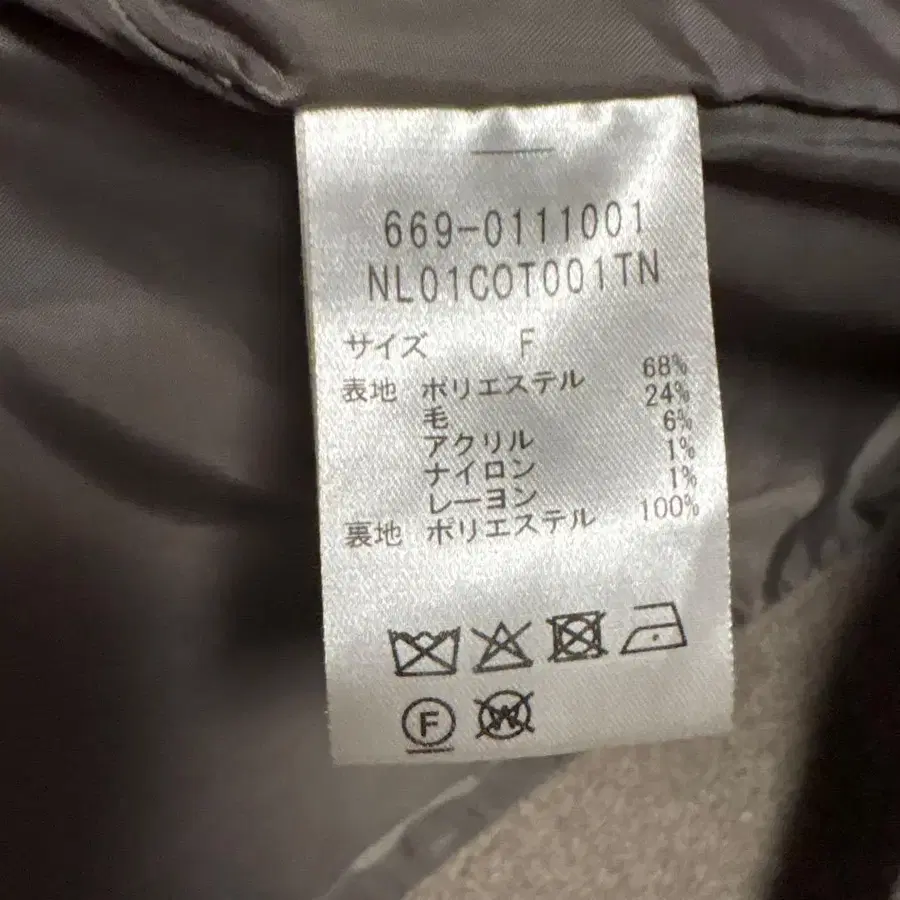 669-0111001
NL01COT001TN
サイズ F
表地 ポリエステル 68%
毛 24%
アクリル 6%
ナイロン 1%
レーヨン 1%
裏地 ポリエステル 100%
F W